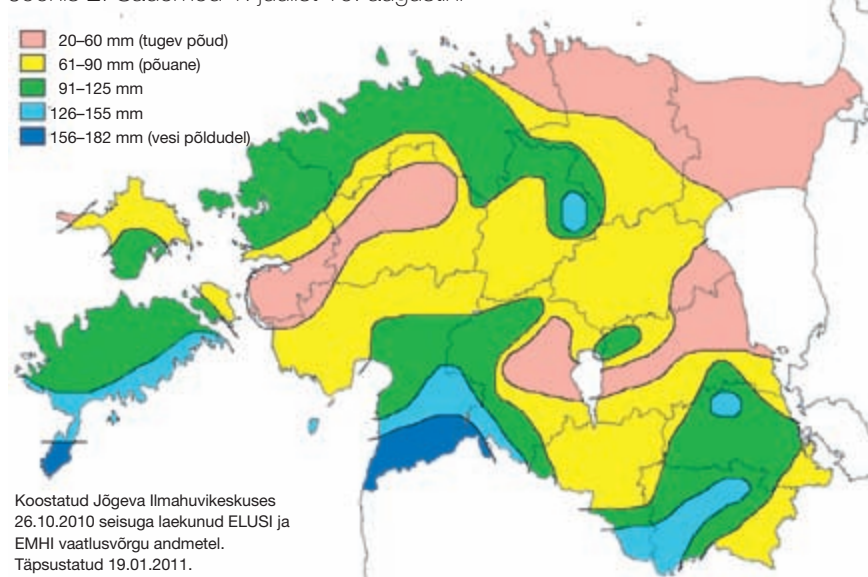 20–60 mm (tugev põud)
61–90 mm (põuane)
91–125 mm
126–155 mm
156–182 mm (vesi põldudel)
Koostatud Jõgeva Ilmahuvikeskuses
26.10.2010 seisuga laekunud ELUSI ja
EMHI vaatlusvõrgu andmetel.
Täpsustatud 19.01.2011.